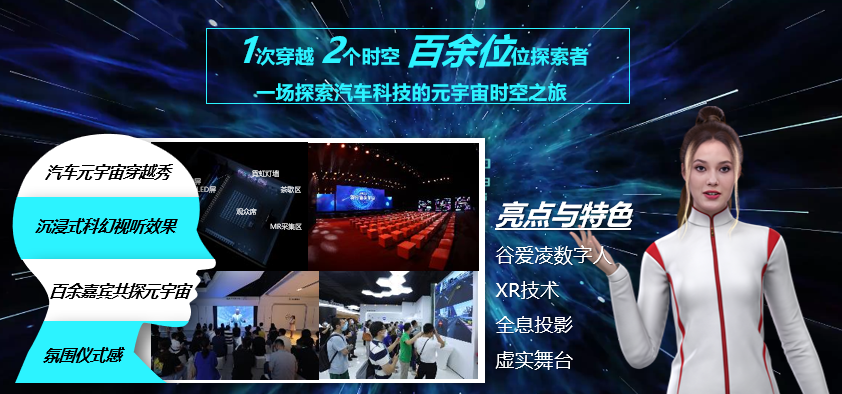 1次穿越 2个时空 百余位位探索者
一场探索汽车科技的元宇宙时空之旅
汽车元宇宙穿越秀
沉浸式科幻视听效果
百余嘉宾共探元宇宙
氛围仪式感
霓虹灯墙
LED屏
茶歇区
观众席
MR采集区
亮点与特色
谷爱凌数字人
XR技术
全息投影
虚实舞台